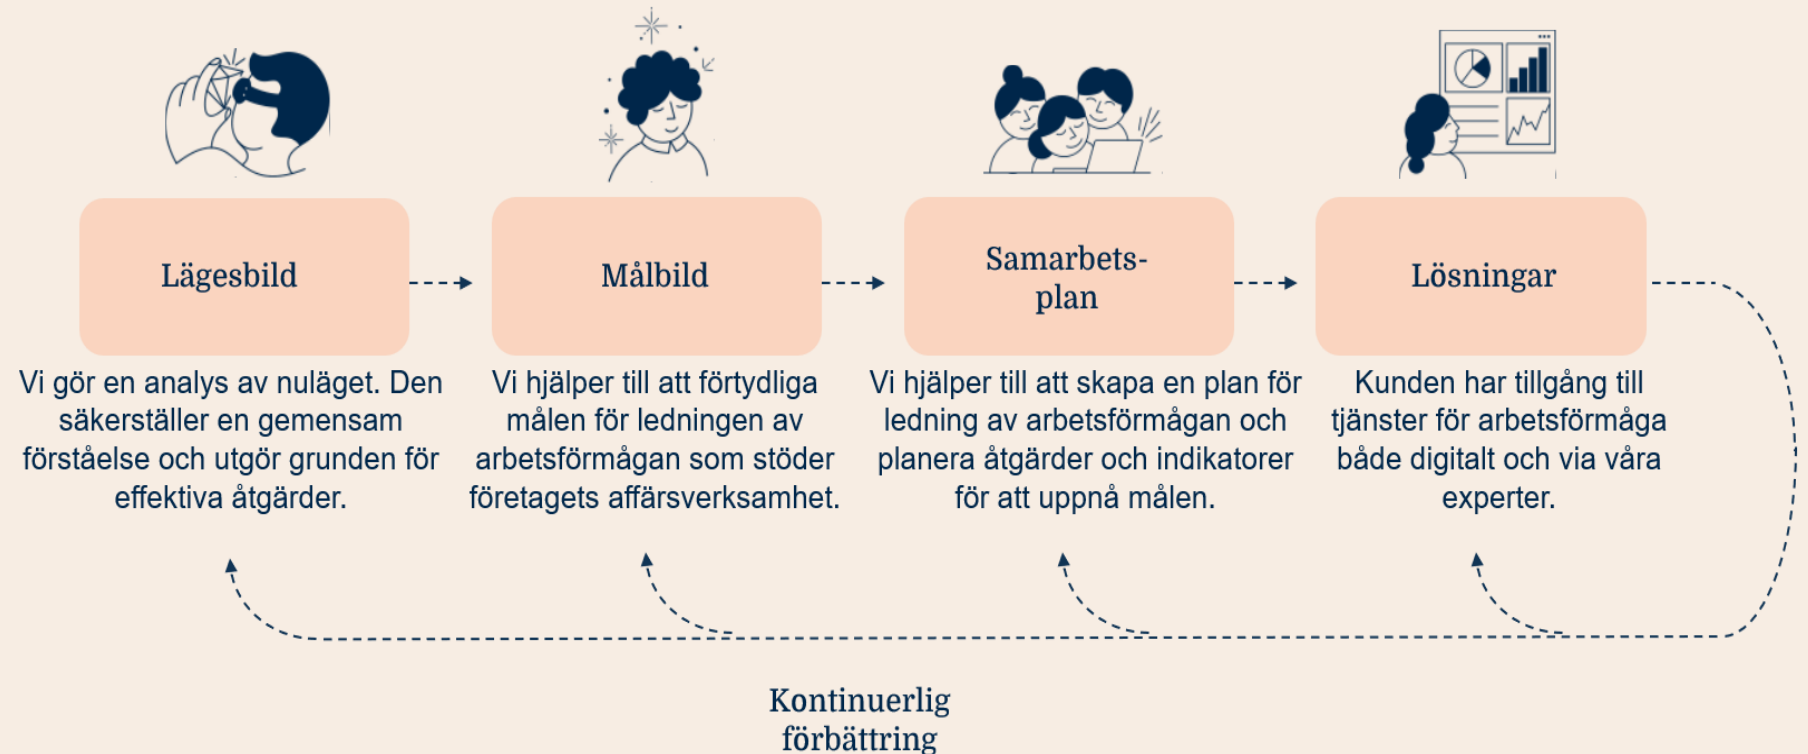 Lägesbild
Målbild
Samarbets-
plan
Lösningar
Vi gör en analys av nuläget. Den
säkerställer en gemensam
förståelse och utgör grunden för
effektiva åtgärder.
Vi hjälper till att förtydliga
målen för ledningen av
arbetsförmågan som stöder
företagets affärsverksamhet.
Vi hjälper till att skapa en plan för
ledning av arbetsförmågan och
planera åtgärder och indikatorer
för att uppnå målen.
Kunden har tillgång till
tjänster för arbetsförmåga
både digitalt och via våra
experter.
Kontinuerlig
förbättring